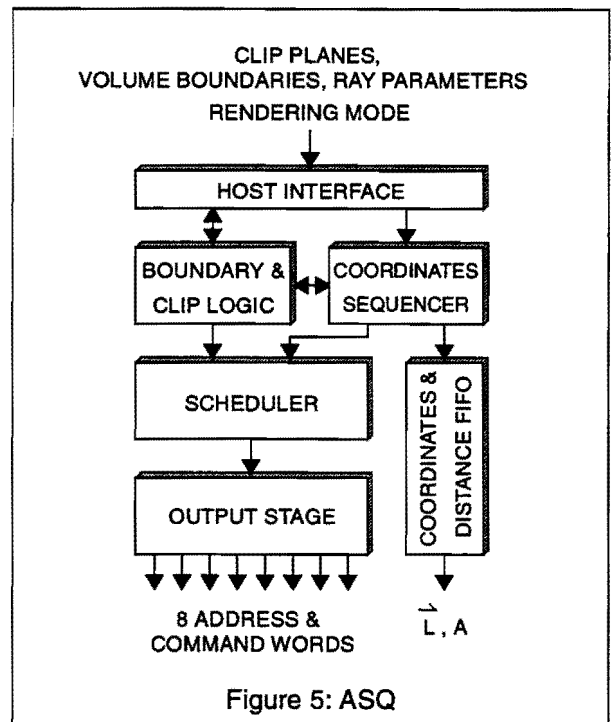 CLIP PLANES,
VOLUME BOUNDARIES, RAY PARAMETERS
RENDERING MODE
HOST INTERFACE
BOUNDARY &
CLIP LOGIC
COORDINATES
SEQUENCER
SCHEDULER
COORDINATES &
DISTANCE FIFO
OUTPUT STAGE
8 ADDRESS &
COMMAND WORDS
L , A
Figure 5: ASQ